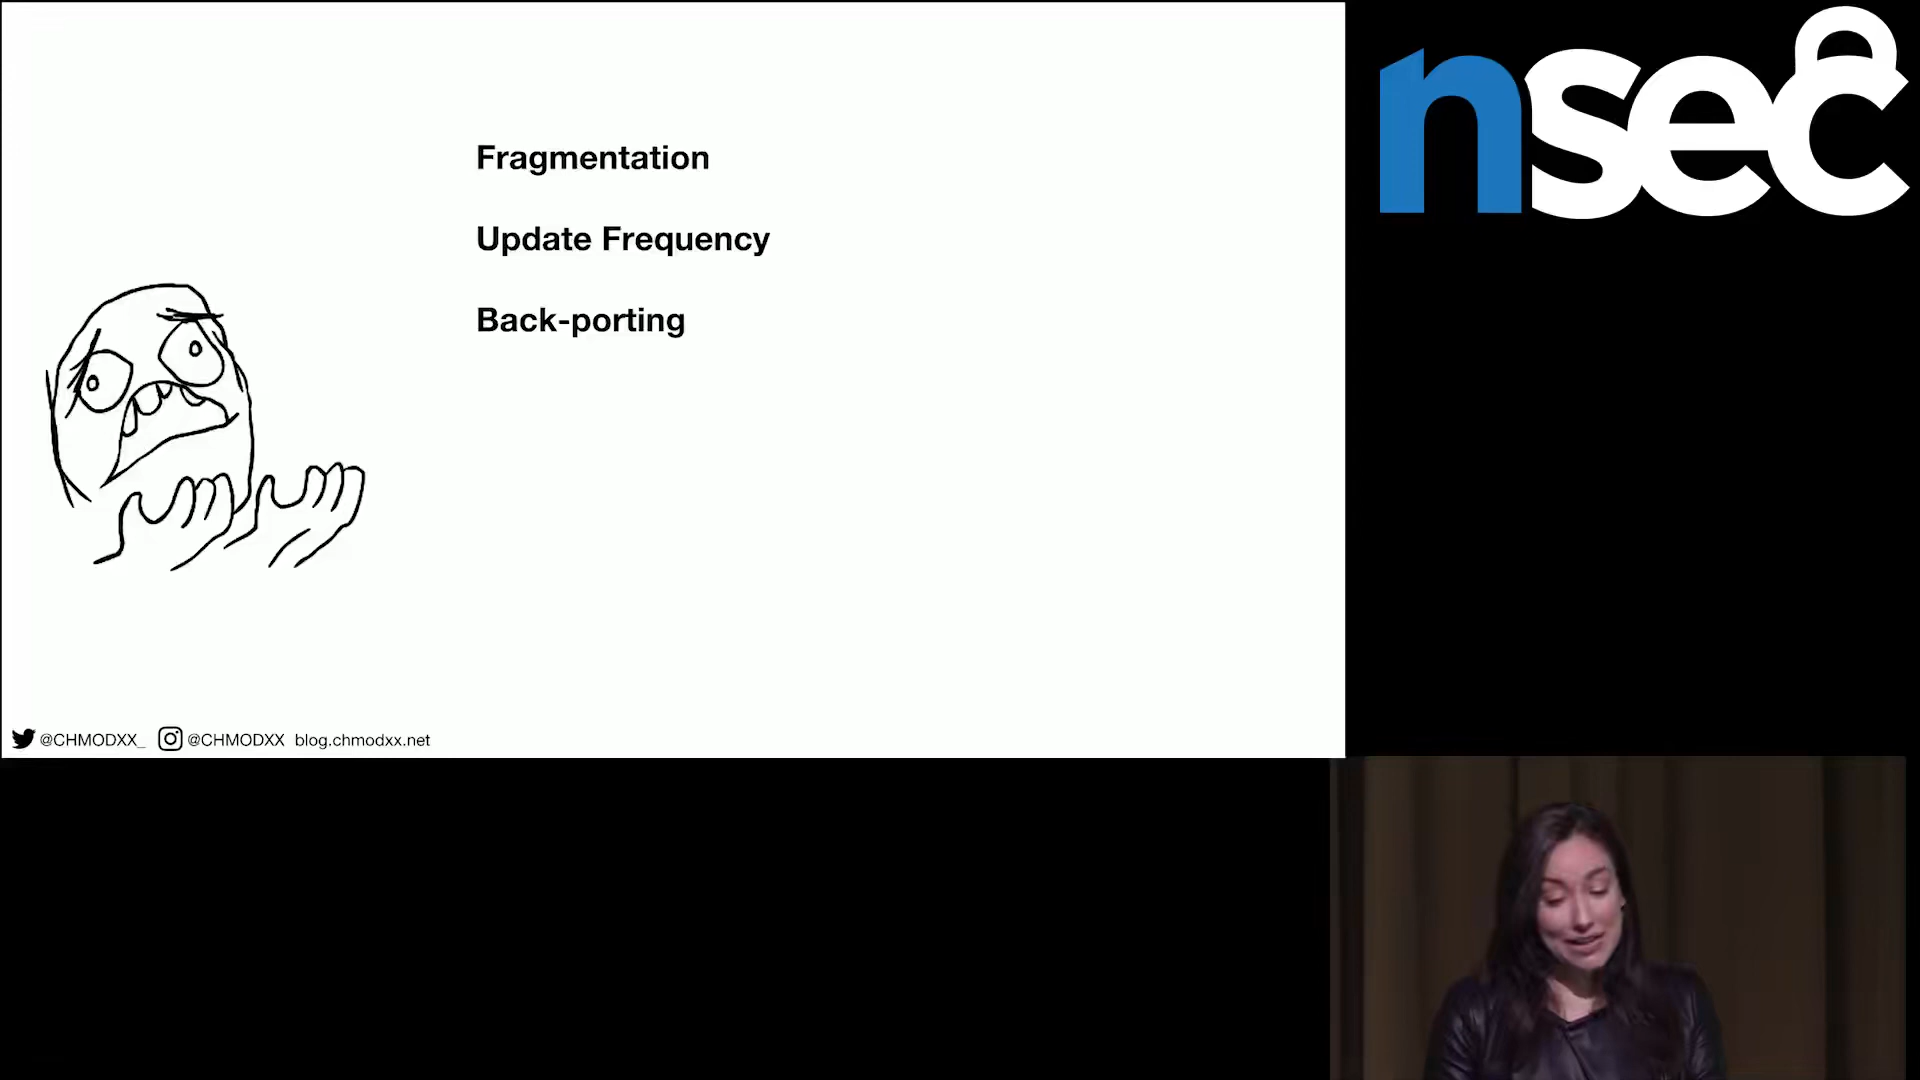 nsec
Fragmentation
Update Frequency
Back-porting
@CHMODXX_ @CHMODXX blog.chmodxx.net